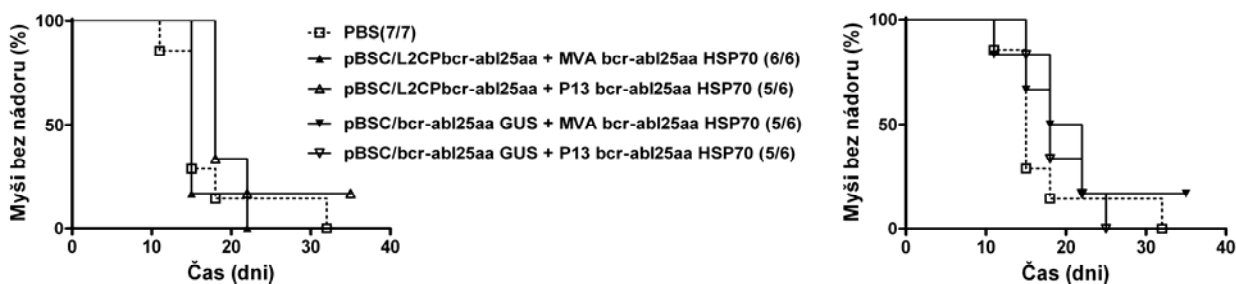 Myši bez nádoru (%)
100
50
0
0 10 20 30 40
Čas (dni)
PBS(7/7)
pBSC/L2CPbcr-abl25aa + MVA bcr-abl25aa HSP70 (6/6)
pBSC/L2CPbcr-abl25aa + P13 bcr-abl25aa HSP70 (5/6)
pBSC/bcr-abl25aa GUS + MVA bcr-abl25aa HSP70 (5/6)
pBSC/bcr-abl25aa GUS + P13 bcr-abl25aa HSP70 (5/6)
Myši bez nádoru (%)
100
50
0
0 10 20 30 40
Čas (dni)